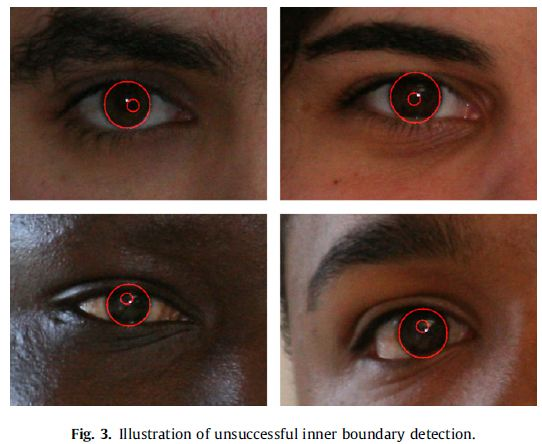 Fig. 3. Illustration of unsuccessful inner boundary detection.